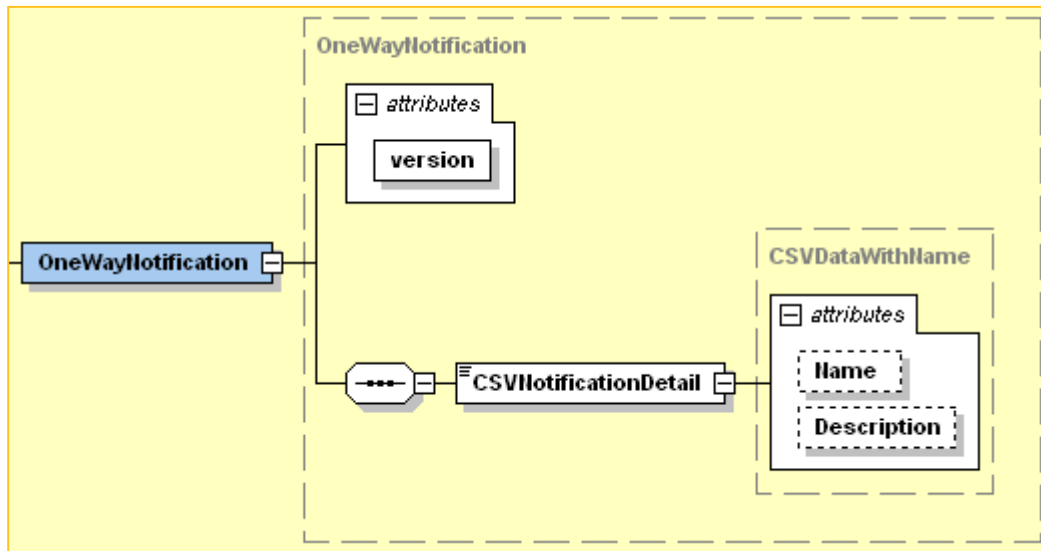 OneWayNotification
attributes
version
OneWayNotification
CSVDataWithName
attributes
CSVNotificationDetail
Name
Description